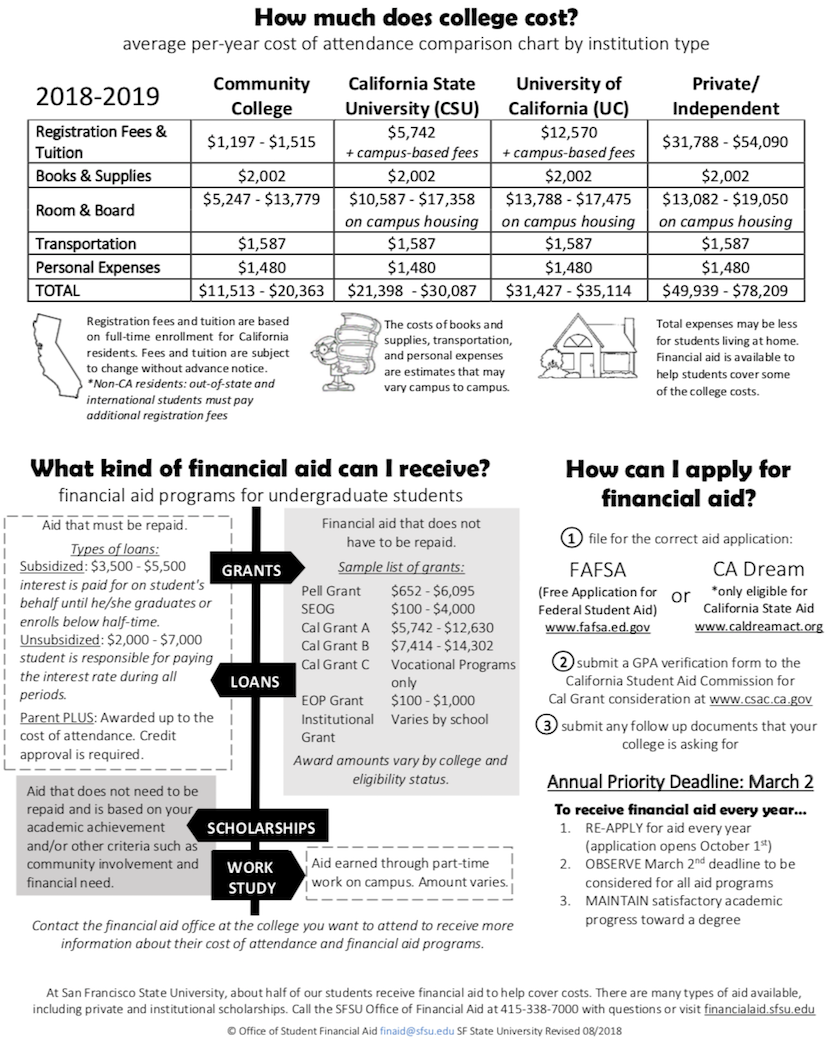 How much does college cost?
average per-year cost of attendance comparison chart by institution type
2018-2019
Community College
California State University (CSU)
University of California (UC)
Private/ Independent
Registration Fees & Tuition
$1,197 - $1,515
$5,742 + campus-based fees
$12,570 + campus-based fees
$31,788 - $54,090
Books & Supplies $2,002 $2,002 $2,002 $2,002
Room & Board
$5,247 - $13,779
$10,587 - $17,358 on campus housing
$13,788 - $17,475 on campus housing
$13,082 - $19,050 on campus housing
Transportation $1,587 $1,587 $1,587 $1,587
Personal Expenses $1,480 $1,480 $1,480 $1,480
TOTAL $11,513 - $20,363 $21,398 - $30,087 $31,427 - $35,114 $49,939 - $78,209
Registration fees and tuition are based
on full-time enrollment for California
residents. Fees and tuition are subject
to change without advance notice.
*Non-CA residents: out-of-state and
international students must pay
additional registration fees
The costs of books and
supplies, transportation,
and personal expenses
are estimates that may
vary campus to campus.
Total expenses may be less
for students living at home.
Financial aid is available to
help students cover some
of the college costs.
What kind of financial aid can I receive?
financial aid programs for undergraduate students
Aid that must be repaid.
Types of loans:
Subsidized: $3,500 - $5,500
interest is paid for on student's
behalf until he/she graduates or
enrolls below half-time.
Unsubsidized: $2,000 - $7,000
student is responsible for paying
the interest rate during all
periods.
Parent PLUS: Awarded up to the
cost of attendance. Credit
approval is required.
GRANTS
LOANS
Financial aid that does not
have to be repaid.
Sample list of grants:
Pell Grant $652 - $6,095
SEOG $100 - $4,000
Cal Grant A $5,742 - $12,630
Cal Grant B $7,414 - $14,302
Cal Grant C Vocational Programs
only
EOP Grant $100 - $1,000
Institutional Varies by school
Grant
Award amounts vary by college and
eligibility status.
Aid that does not need to be
repaid and is based on your
academic achievement
and/or other criteria such as
community involvement and
financial need.
SCHOLARSHIPS
WORK
STUDY
Aid earned through part-time
work on campus. Amount varies.
Contact the financial aid office at the college you want to attend to receive more
information about their cost of attendance and financial aid programs.
How can I apply for
financial aid?
1 file for the correct aid application:
FAFSA
(Free Application for
Federal Student Aid)
www.fafsa.ed.gov
or
CA Dream
*only eligible for
California State Aid
www.caldreamact.org
2 submit a GPA verification form to the
California Student Aid Commission for
Cal Grant consideration at www.csac.ca.gov
3 submit any follow up documents that your
college is asking for
Annual Priority Deadline: March 2
To receive financial aid every year...
1. RE-APPLY for aid every year
(application opens October 1st)
2. OBSERVE March 2nd deadline to be
considered for all aid programs
3. MAINTAIN satisfactory academic
progress toward a degree
At San Francisco State University, about half of our students receive financial aid to help cover costs. There are many types of aid available,
including private and institutional scholarships. Call the SFSU Office of Financial Aid at 415-338-7000 with questions or visit financialaid.sfsu.edu
© Office of Student Financial Aid finaid@sfsu.edu SF State University Revised 08/2018